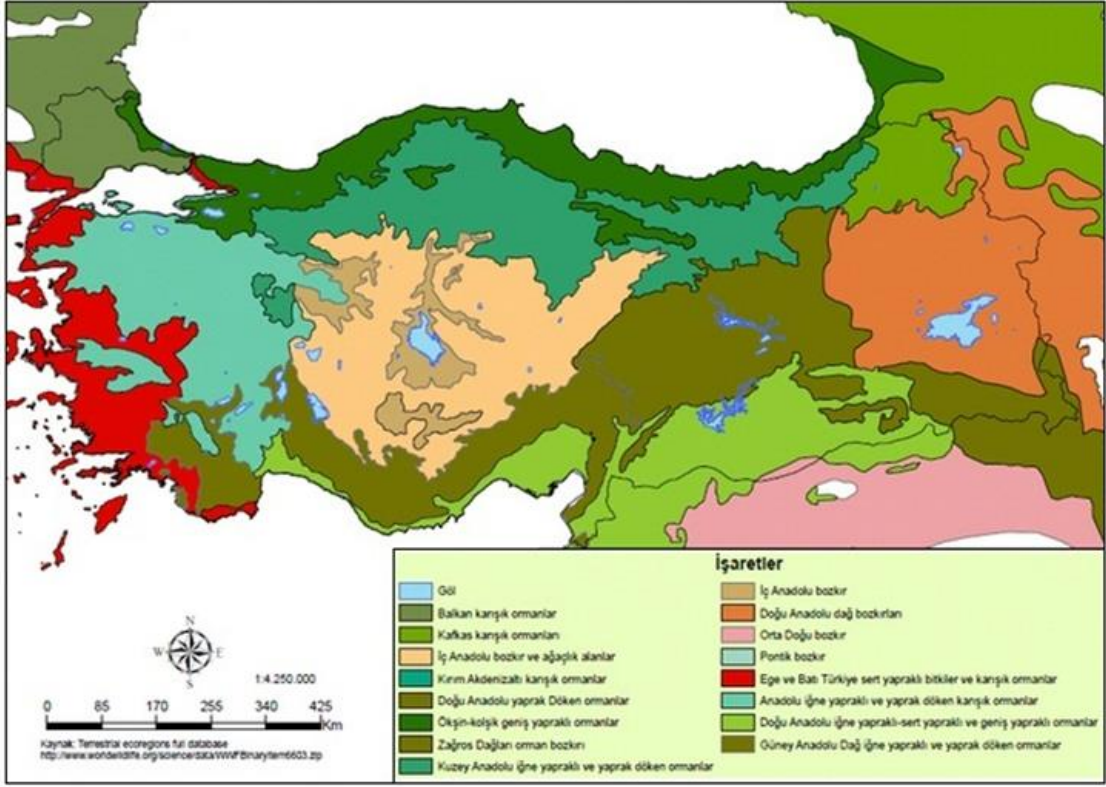 İşaretler
Göl
Balkan karışık ormanlar
Kafkas karışık ormanları
İç Anadolu bozkır ve ağaçlık alanlar
Kırım Akdenizaltı karışık ormanlar
Doğu Anadolu yaprak Döken ormanlar
Öksin-kolşik geniş yapraklı ormanlar
Zağros Dağları orman bozkırı
Kuzey Anadolu iğne yapraklı ve yaprak döken ormanlar
İç Anadolu bozkır
Doğu Anadolu dağ bozkırları
Orta Doğu bozkır
Pontik bozkır
Ege ve Batı Türkiye sert yapraklı bitkiler ve karışık ormanlar
Anadolu iğne yapraklı ve yaprak döken karışık ormanlar
Doğu Anadolu iğne yapraklı-sert yapraklı ve geniş yapraklı ormanlar
Güney Anadolu Dağ iğne yapraklı ve yaprak döken ormanlar
N
W E
S
1:4.250.000
0 85 170 255 340 425
Km
Kaynak: Terrestrial ecoregions full database